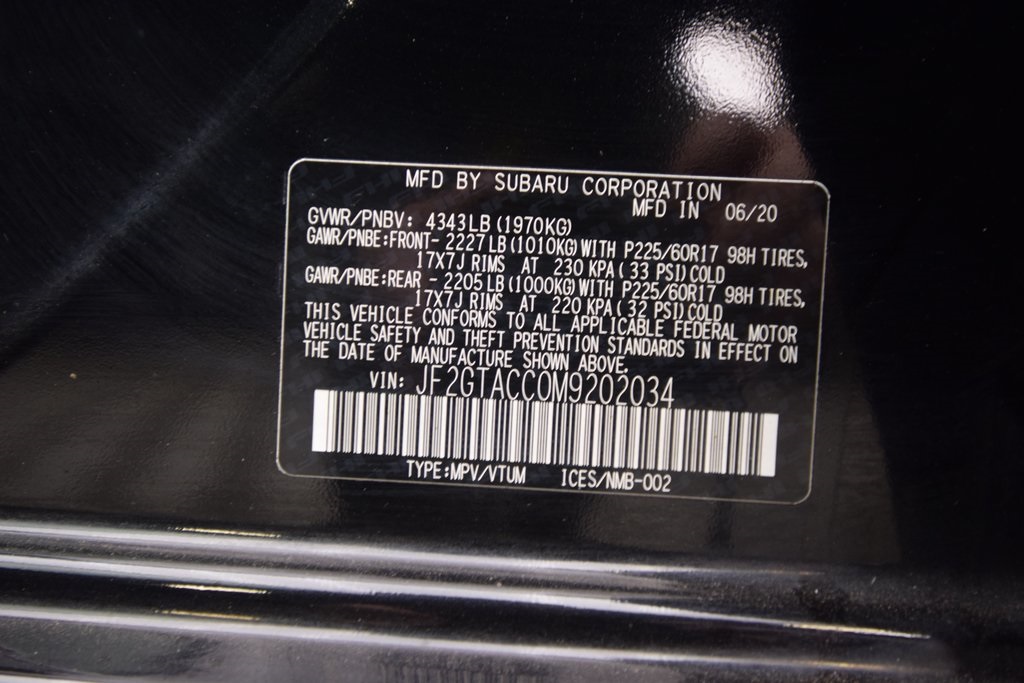 MFD BY SUBARU CORPORATION
MFD IN 06/20
GVWR/PNBV: 4343LB (1970KG)
GAWR/PNBE:FRONT- 2227 LB (1010KG) WITH P225/60R17 98H TIRES,
17X7J RIMS AT 230 KPA ( 33 PSI) COLD
GAWR/PNBE:REAR - 2205 LB (1000KG) WITH P225/60R17 98H TIRES,
17X7J RIMS AT 220 KPA ( 32 PSI) COLD
THIS VEHICLE CONFORMS TO ALL APPLICABLE FEDERAL MOTOR
VEHICLE SAFETY AND THEFT PREVENTION STANDARDS IN EFFECT ON
THE DATE OF MANUFACTURE SHOWN ABOVE.
VIN: JF2GTACC0M9202034
TYPE:MPV/VTUM ICES/NMB-002